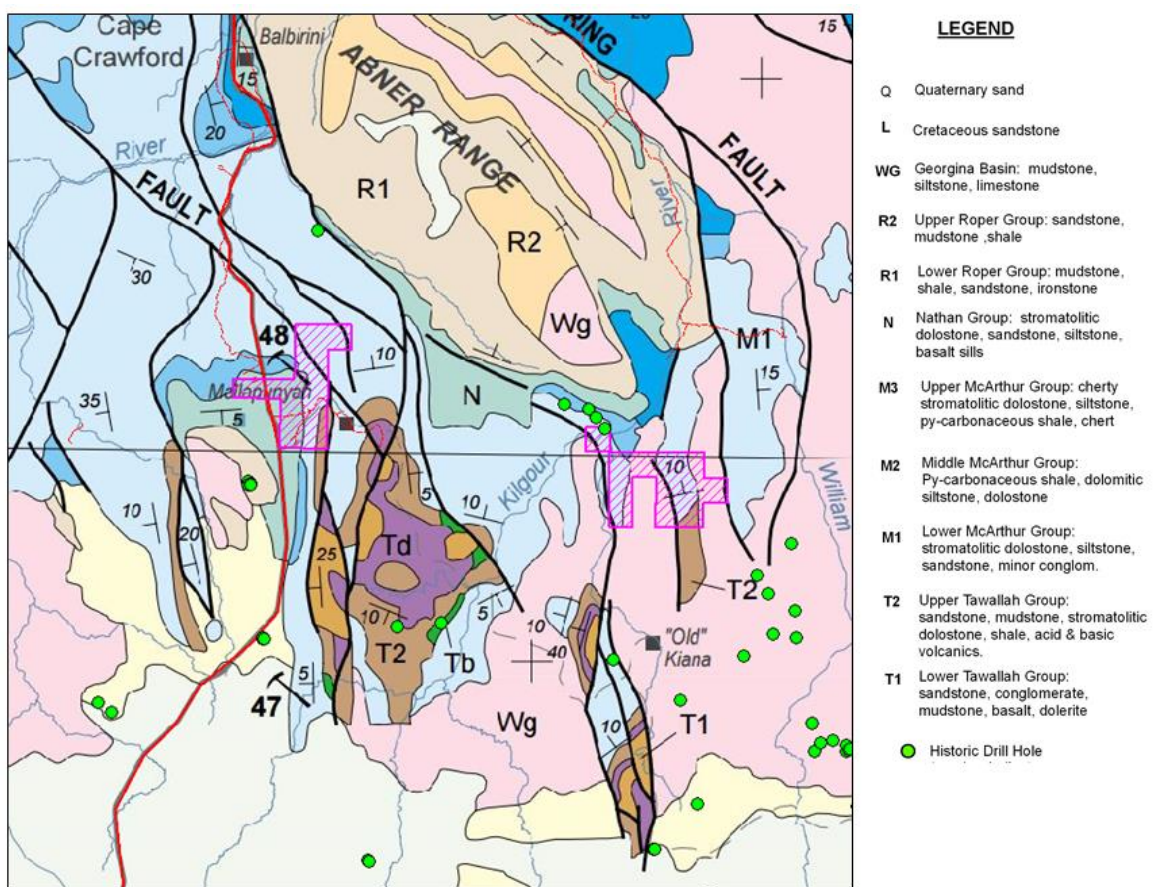 Cape
Crawford
Balbirini
15
20
River
FAULT
RING
FAULT
ABNER RANGE
15
R1
R2
Wg
River
M1
15
30
48
10
Mallapunyah
5
N
35
10
20
10
5
10
Kilgour
William
Td
25
10
T2
Tb
5
T2
10
40
"Old"
Kiana
5
47
Wg
10
T1
LEGEND
Q Quaternary sand
L Cretaceous sandstone
WG Georgina Basin: mudstone,
siltstone, limestone
R2 Upper Roper Group: sandstone,
mudstone ,shale
R1 Lower Roper Group: mudstone,
shale, sandstone, ironstone
N Nathan Group: stromatolitic
dolostone, sandstone, siltstone,
basalt sills
M3 Upper McArthur Group: cherty
stromatolitic dolostone, siltstone,
py-carbonaceous shale, chert
M2 Middle McArthur Group:
Py-carbonaceous shale, dolomitic
siltstone, dolostone
M1 Lower McArthur Group:
stromatolitic dolostone, siltstone,
sandstone, minor conglom.
T2 Upper Tawallah Group:
sandstone, mudstone, stromatolitic
dolostone, shale, acid & basic
volcanics.
T1 Lower Tawallah Group:
sandstone, conglomerate,
mudstone, basalt, dolerite
Historic Drill Hole